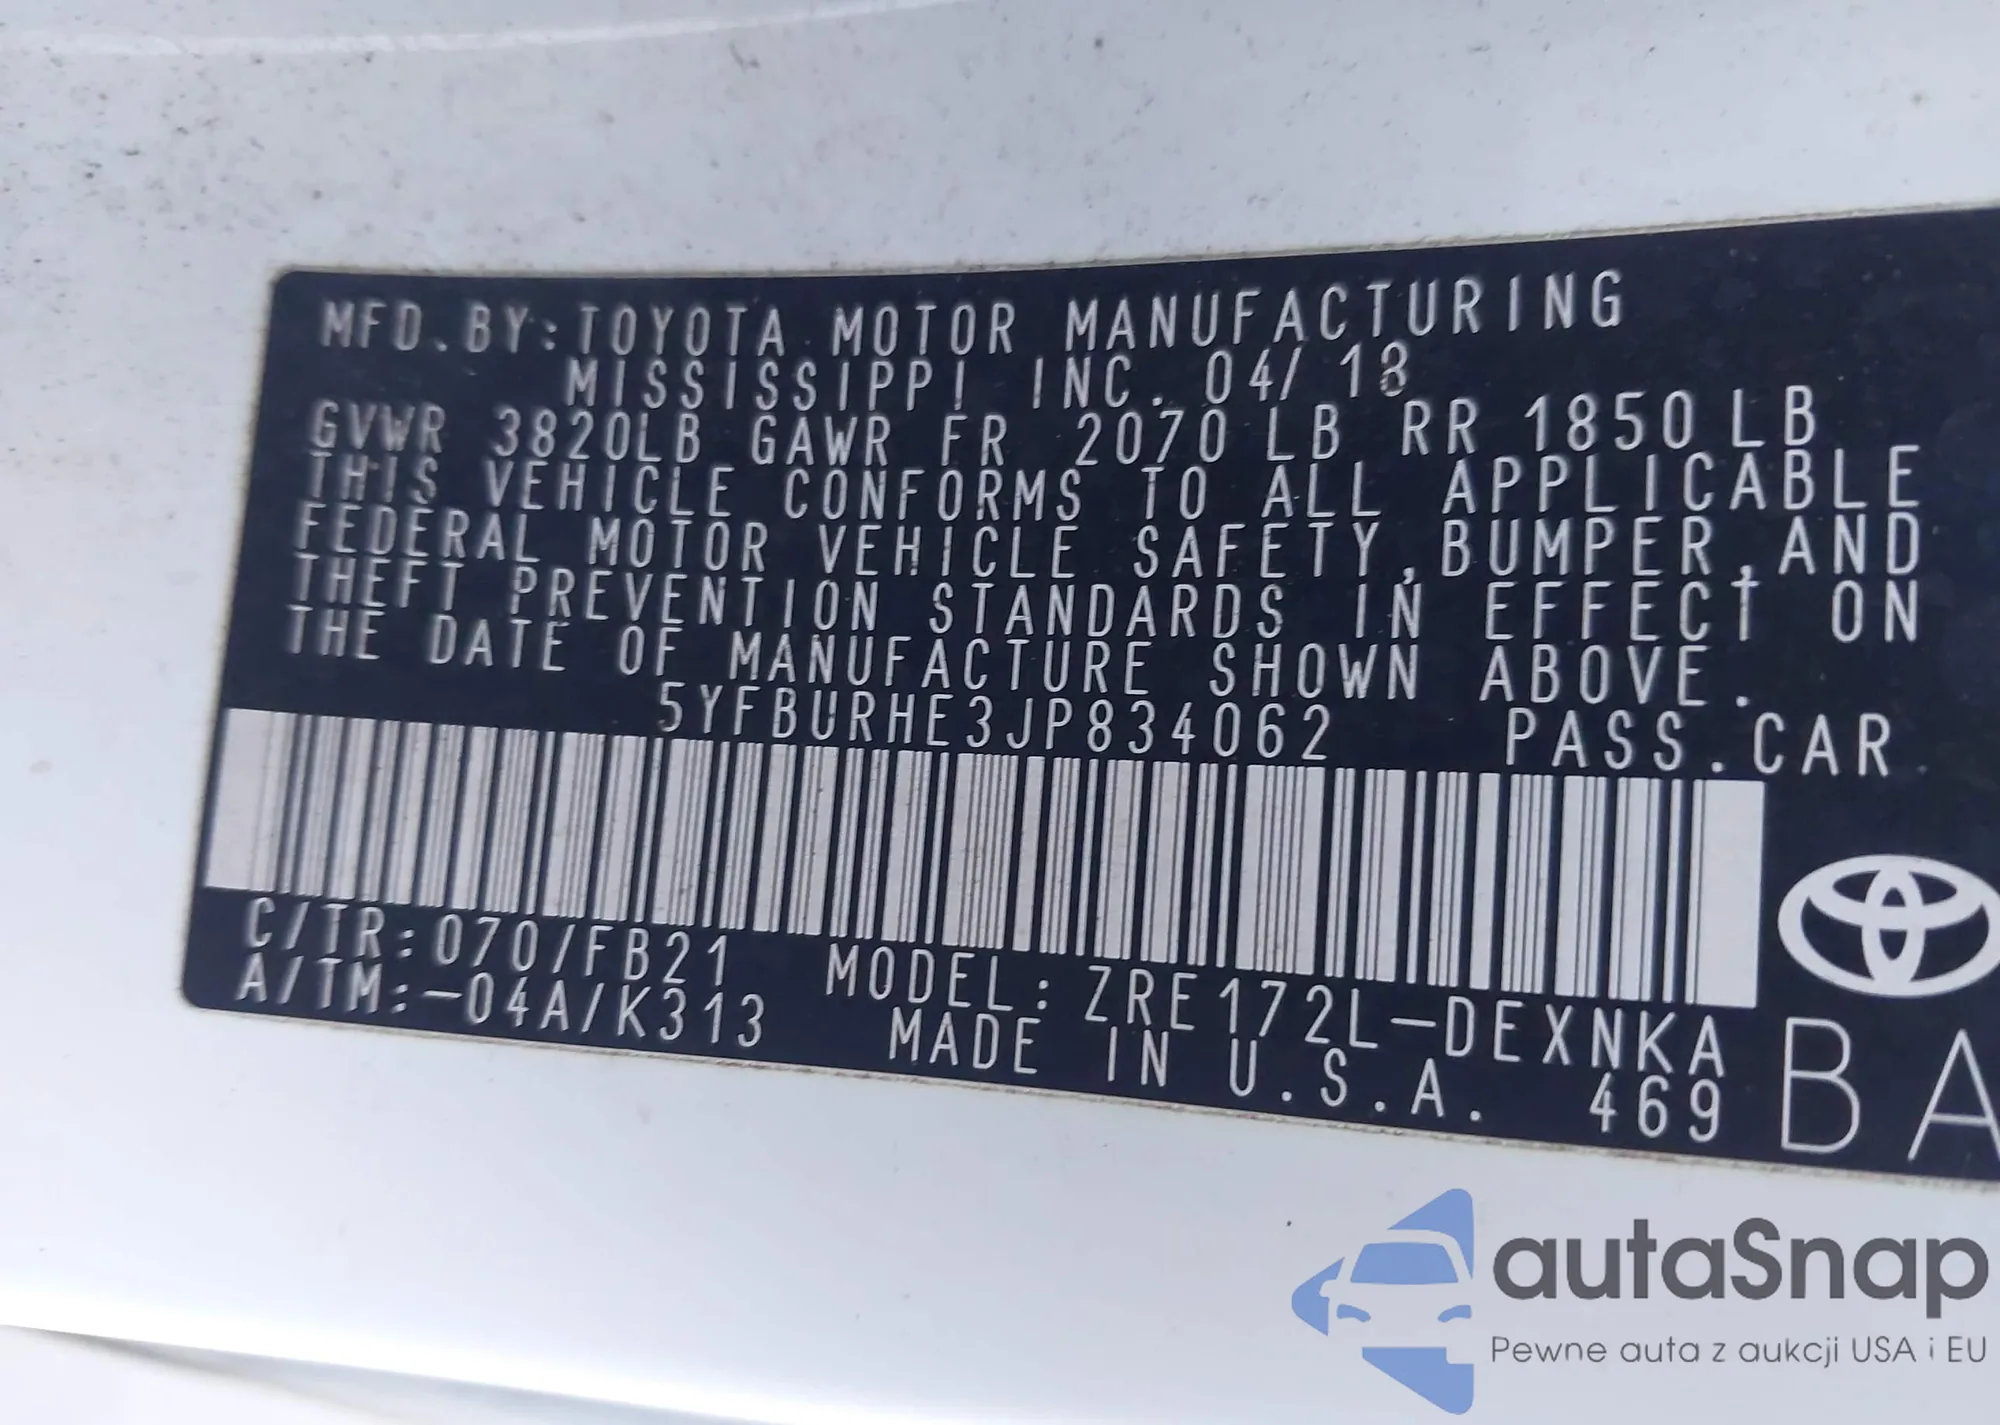 MFD.BY:TOYOTA MOTOR MANUFACTURING
MISSISSIPPI INC. 04/18
GVWR 3820LB GAWR FR 2070 LB RR 1850 LB
THIS VEHICLE CONFORMS TO ALL APPLICABLE
FEDERAL MOTOR VEHICLE SAFETY,BUMPER,AND
THEFT PREVENTION STANDARDS IN EFFECT ON
THE DATE OF MANUFACTURE SHOWN ABOVE.
5YFBURHE3JP834062 PASS.CAR
C/TR:070/FB21 MODEL:ZRE172L-DEXNKA
A/TM:-04A/K313 MADE IN U.S.A. 469
BA
autaSnap
Pewne auta z aukcji USA i EU